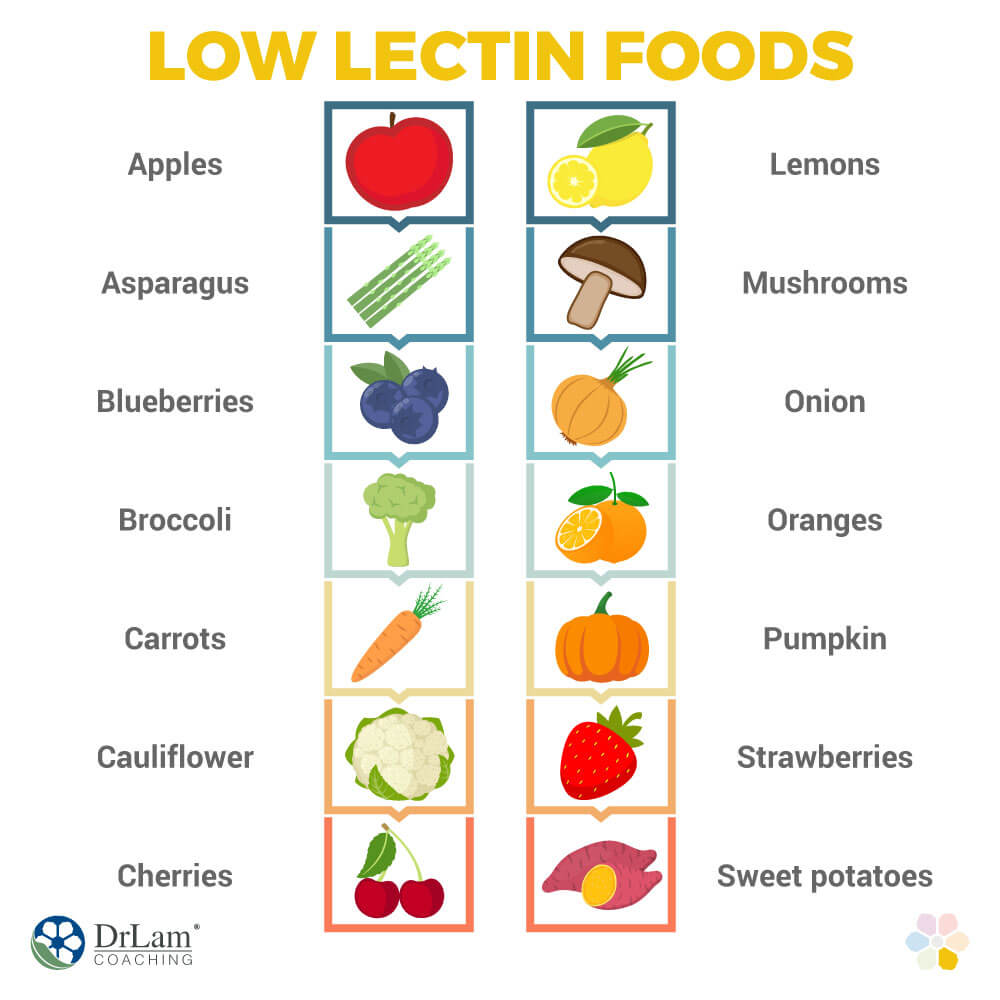 LOW LECTIN FOODS
Apples
Lemons
Asparagus
Mushrooms
Blueberries
Onion
Broccoli
Oranges
Carrots
Pumpkin
Cauliflower
Strawberries
Cherries
Sweet potatoes
DrLam®
COACHING